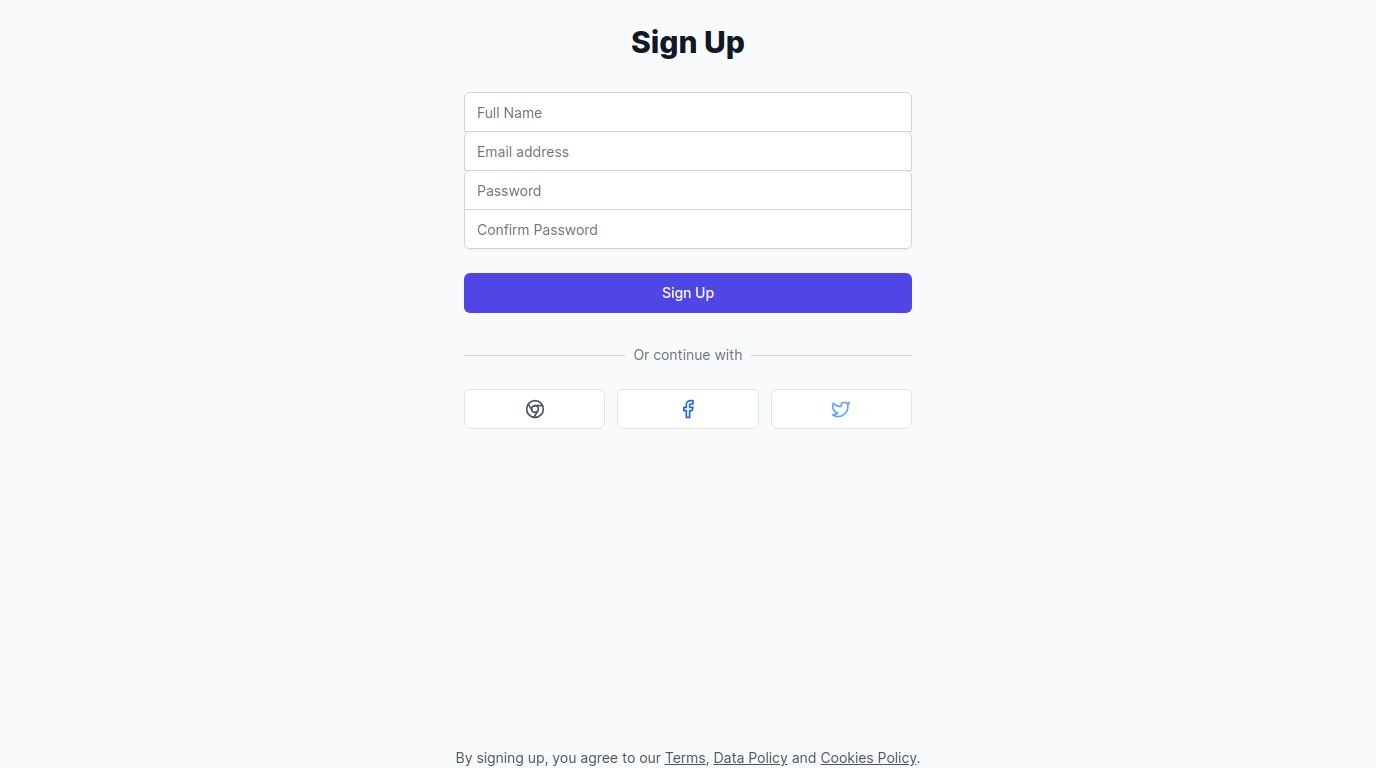 Sign Up
Full Name
Email address
Password
Confirm Password
Sign Up
Or continue with
By signing up, you agree to our Terms, Data Policy and Cookies Policy.